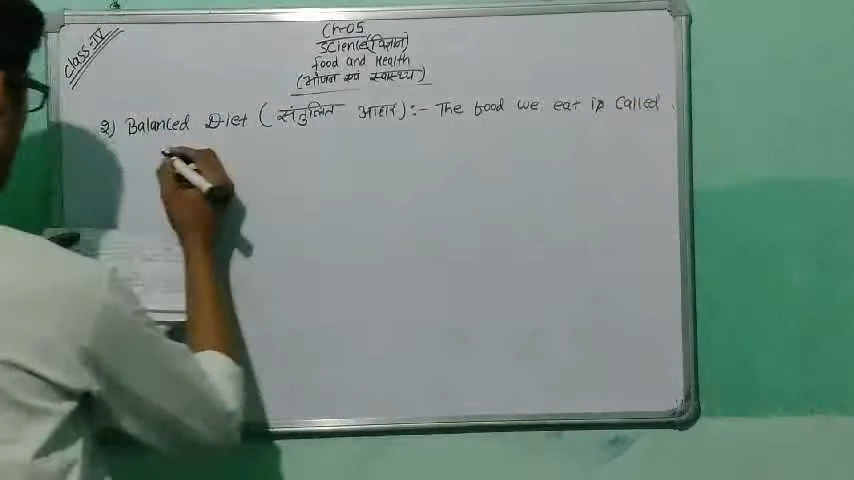 Class-IV
Ch-05
Science (विज्ञान)
food and Health
(भोजन एवं स्वास्थ्य)
2) Balanced Diet (संतुलित आहार) :- The food we eat is called